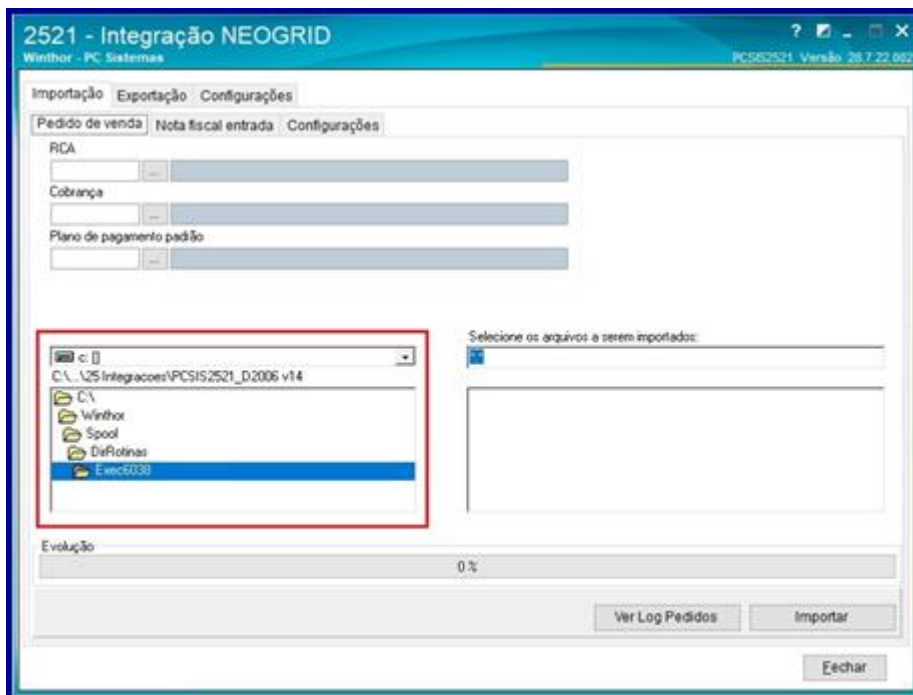 2521 - Integração NEOGRID
Winthor - PC Sistemas
PCSIS2521 Versão 28.7.22.002
Importação Exportação Configurações
Pedido de venda Nota fiscal entrada Configurações
RCA
...
Cobrança
...
Plano de pagamento padrão
...
Selecione os arquivos a serem importados:
c: []
*.*
C:\...\25 Integracoes\PCSIS2521_D2006 v14
C:\
Winthor
Spool
DirRotinas
Exec6038
Evolução
0 %
Ver Log Pedidos Importar
Fechar